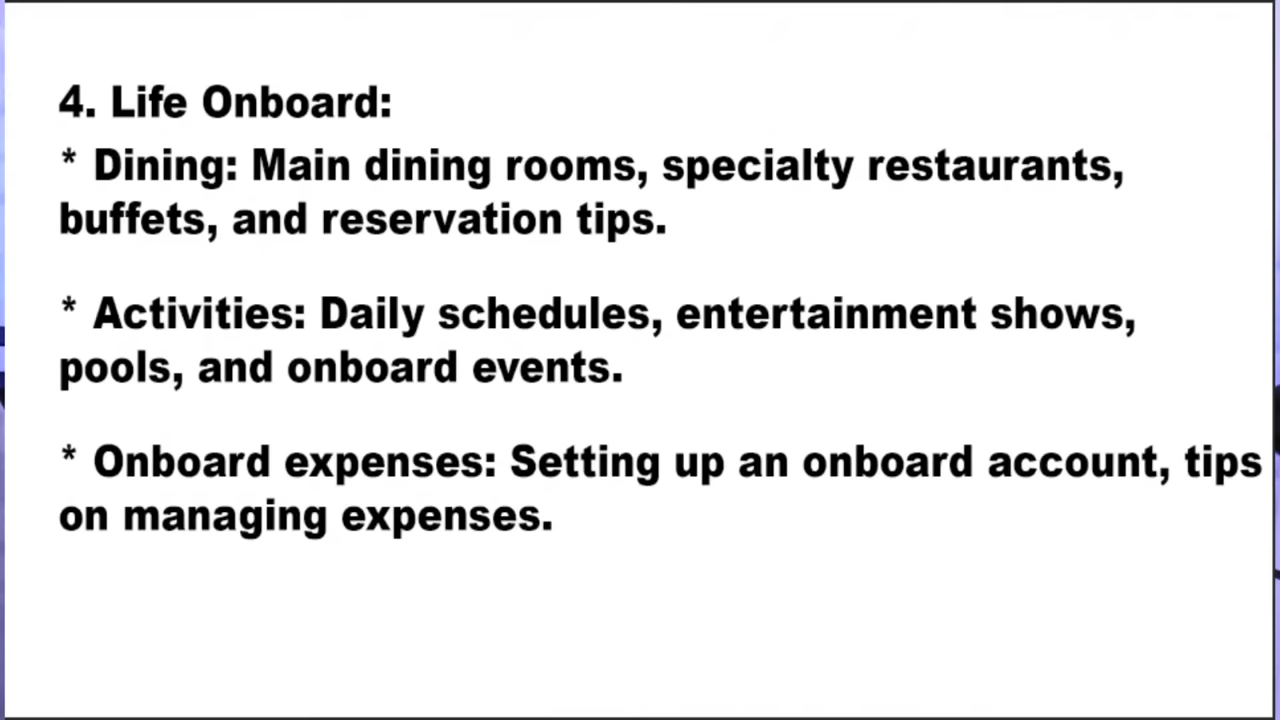 4. Life Onboard:
* Dining: Main dining rooms, specialty restaurants,
buffets, and reservation tips.
* Activities: Daily schedules, entertainment shows,
pools, and onboard events.
* Onboard expenses: Setting up an onboard account, tips
on managing expenses.